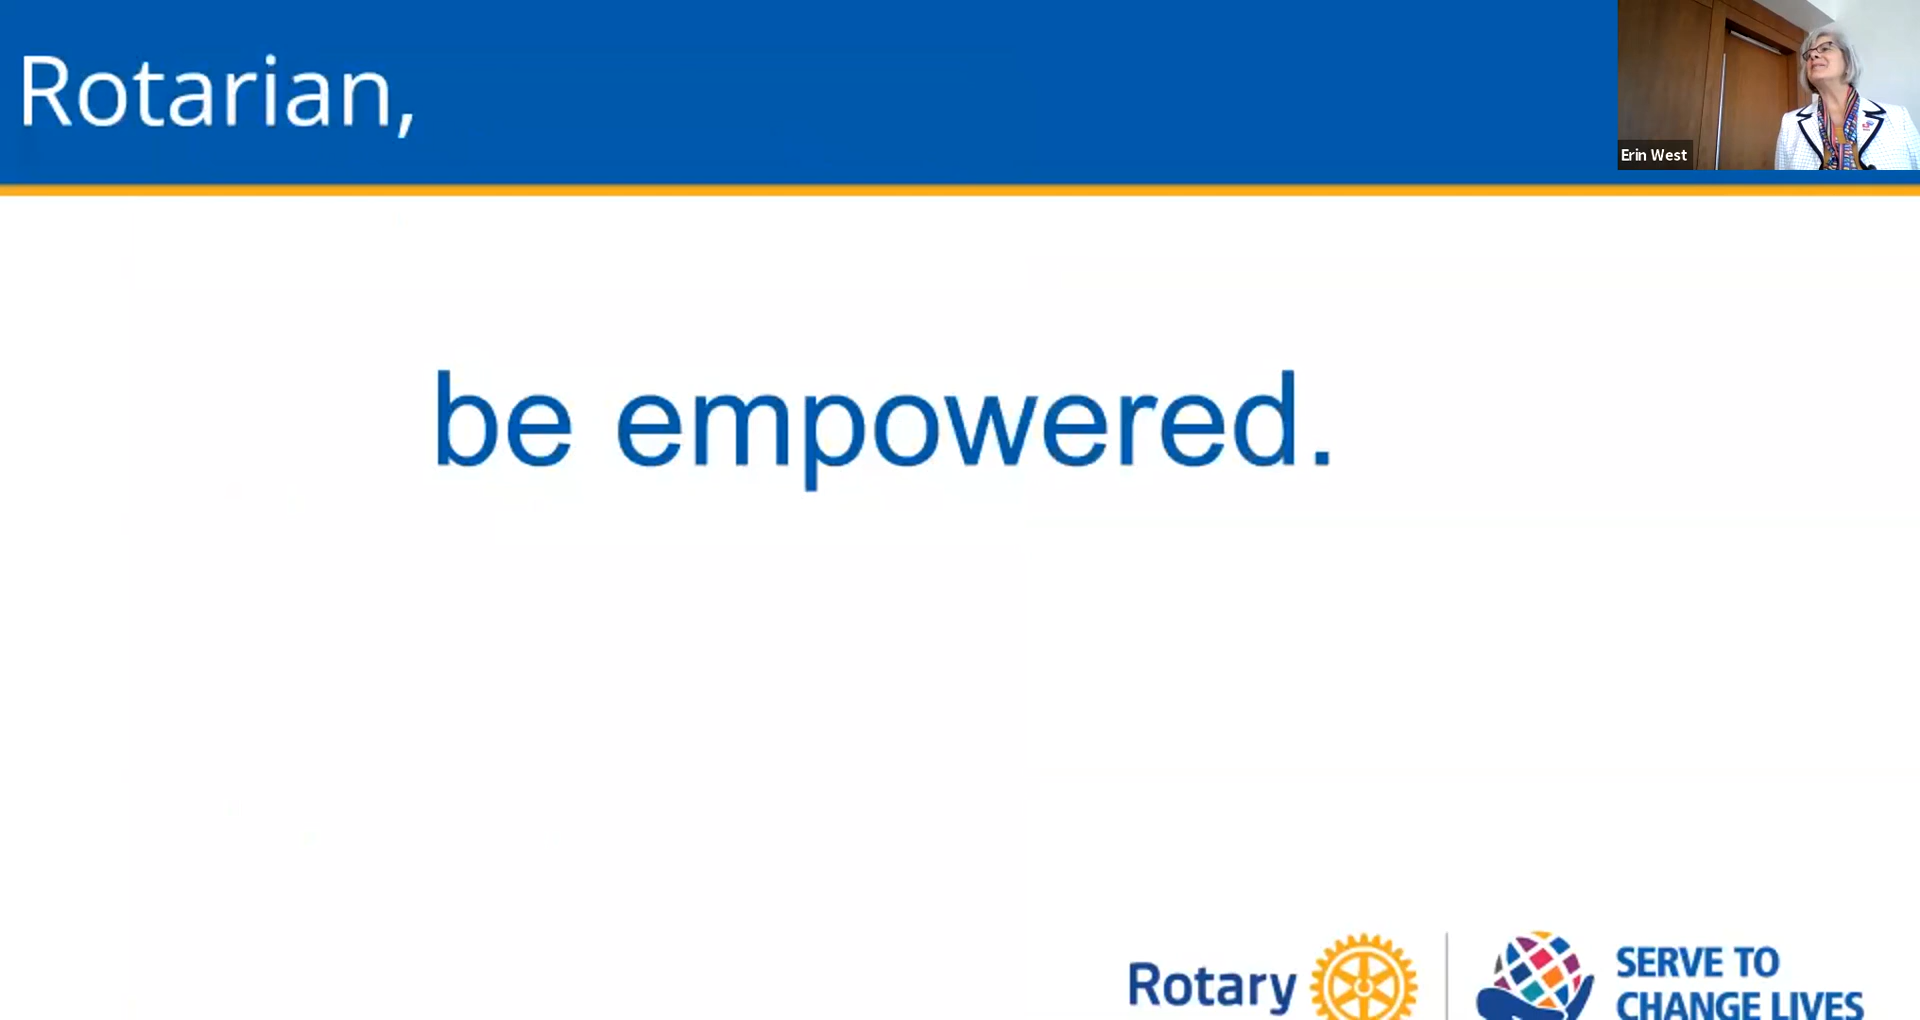 Rotarian,
Erin West
be empowered.
Rotary
SERVE TO
CHANGE LIVES